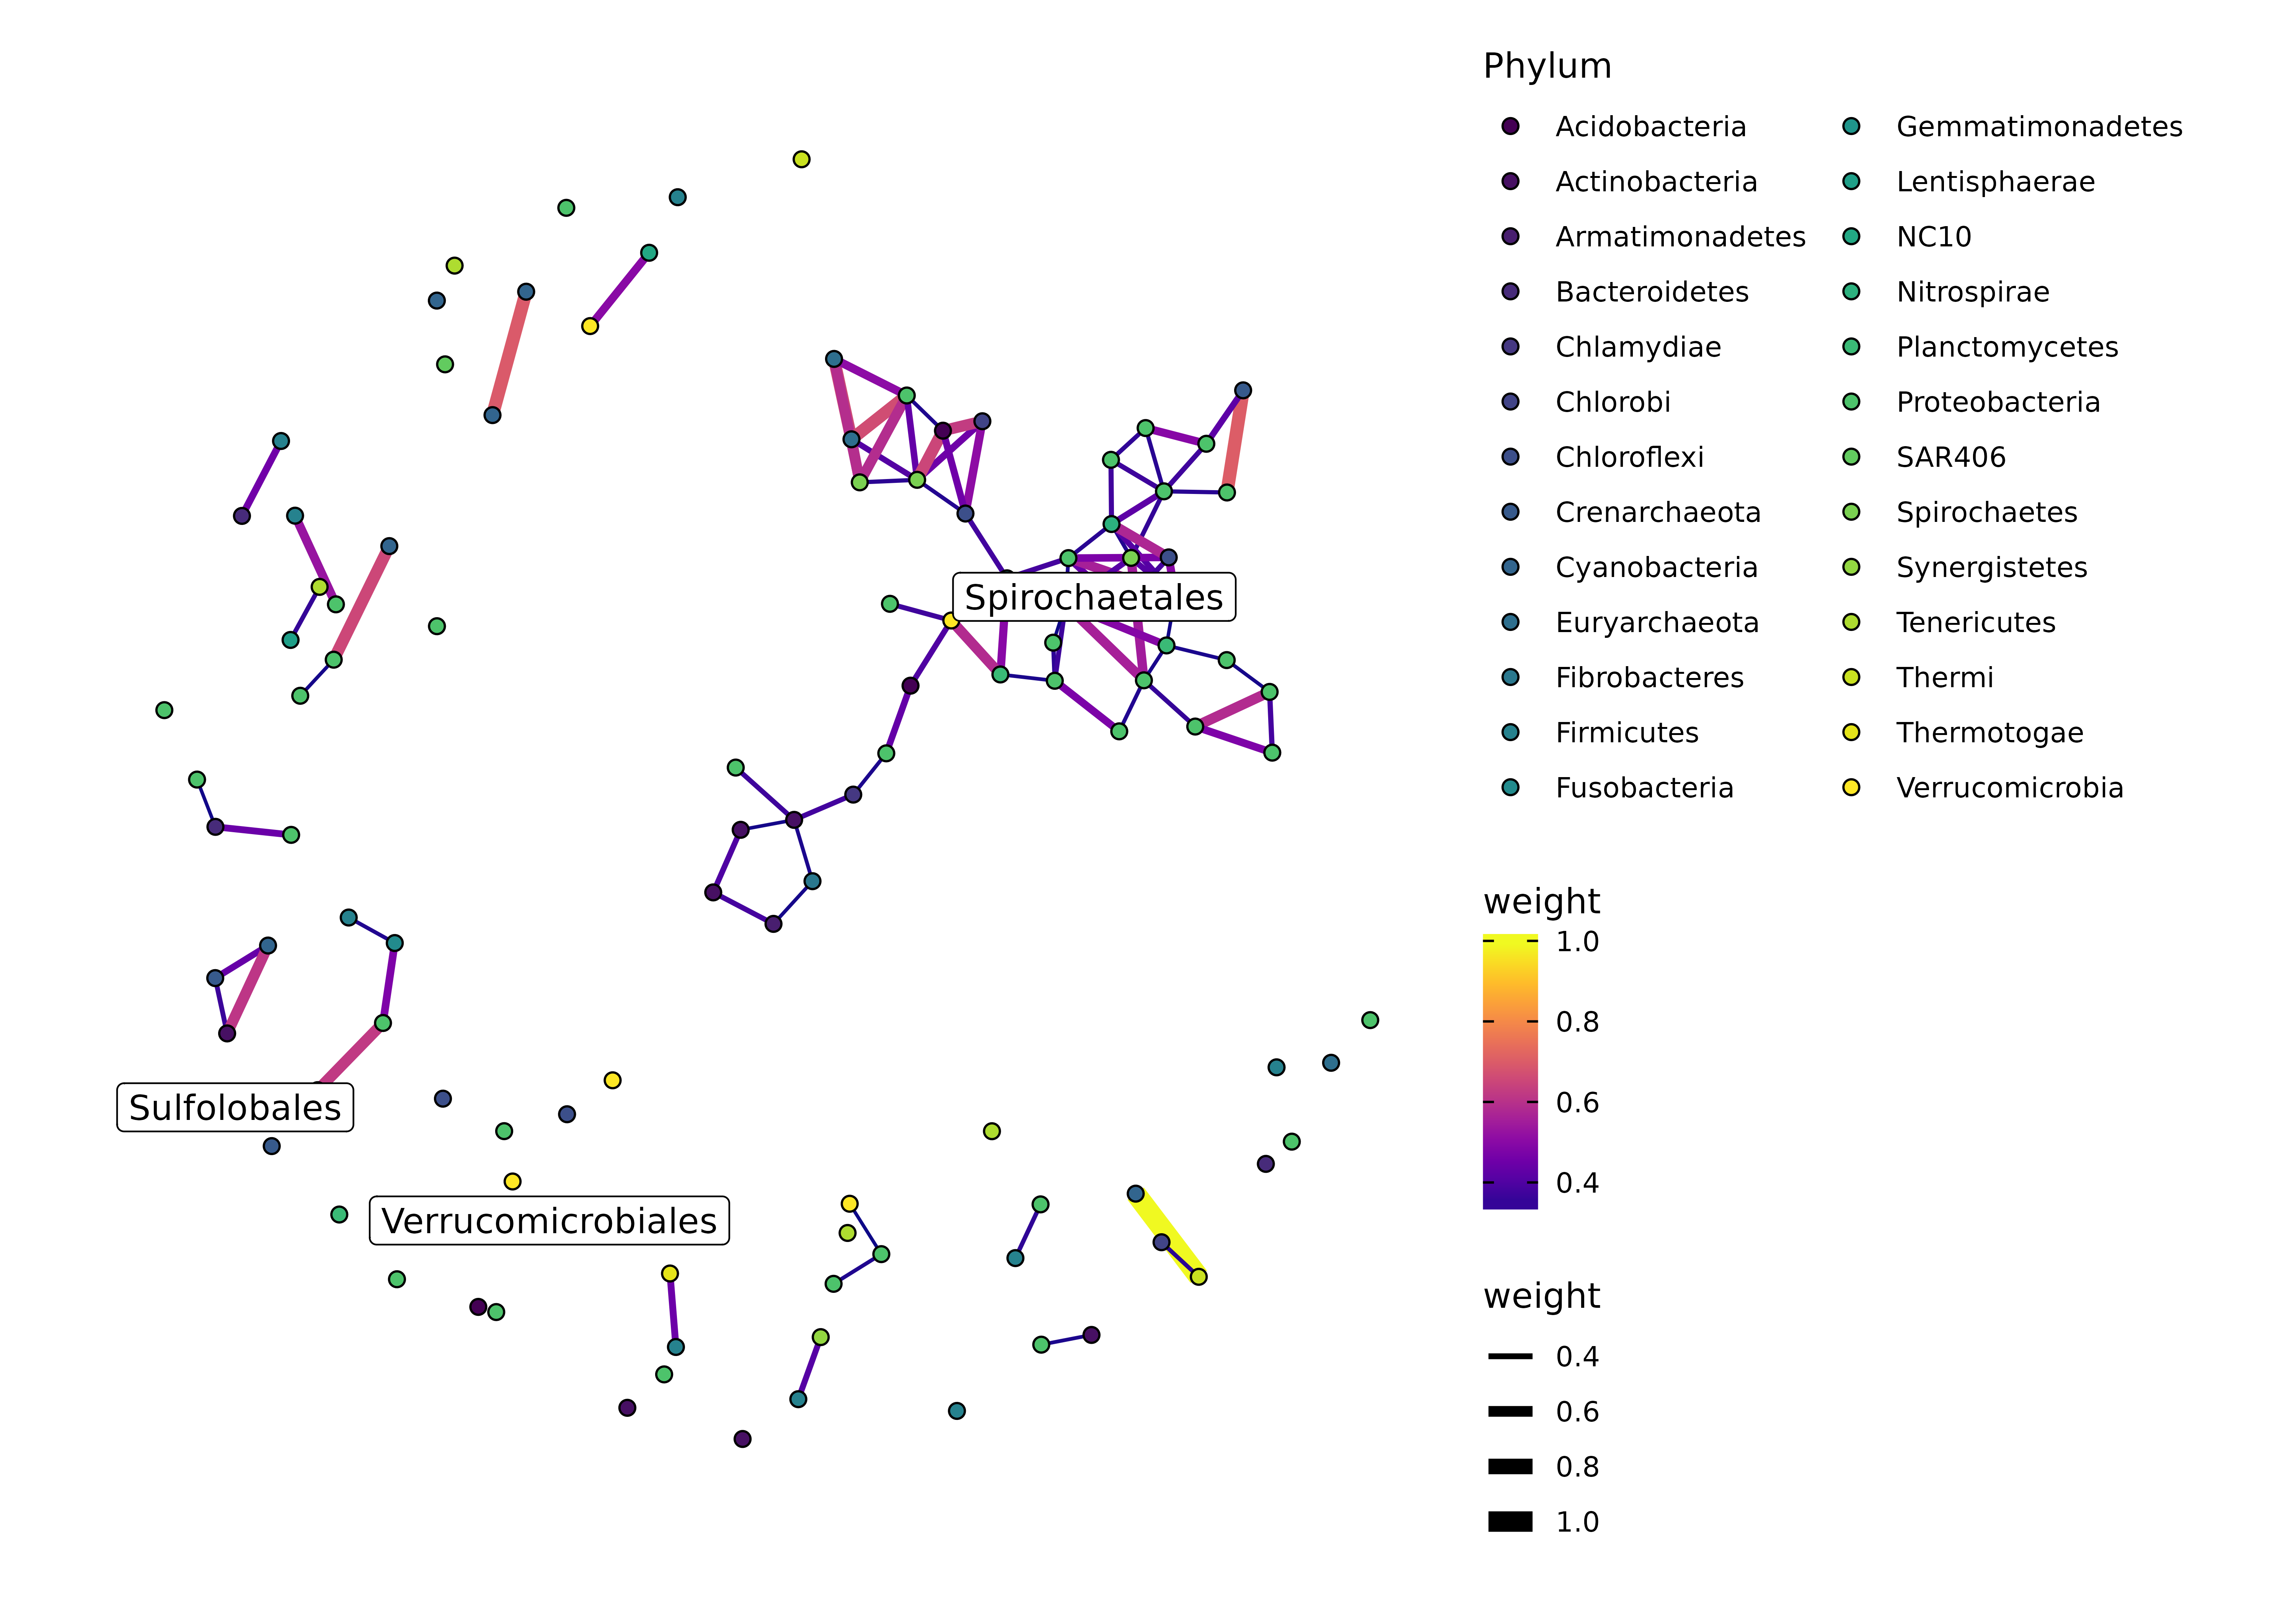 Phylum
Acidobacteria
Actinobacteria
Armatimonadetes
Bacteroidetes
Chlamydiae
Chlorobi
Chloroflexi
Crenarchaeota
Cyanobacteria
Euryarchaeota
Fibrobacteres
Firmicutes
Fusobacteria
Gemmatimonadetes
Lentisphaerae
NC10
Nitrospirae
Planctomycetes
Proteobacteria
SAR406
Spirochaetes
Synergistetes
Tenericutes
Thermi
Thermotogae
Verrucomicrobia
Spirochaetales
Sulfolobales
Verrucomicrobiales
weight
1.0
0.8
0.6
0.4
weight
0.4
0.6
0.8
1.0